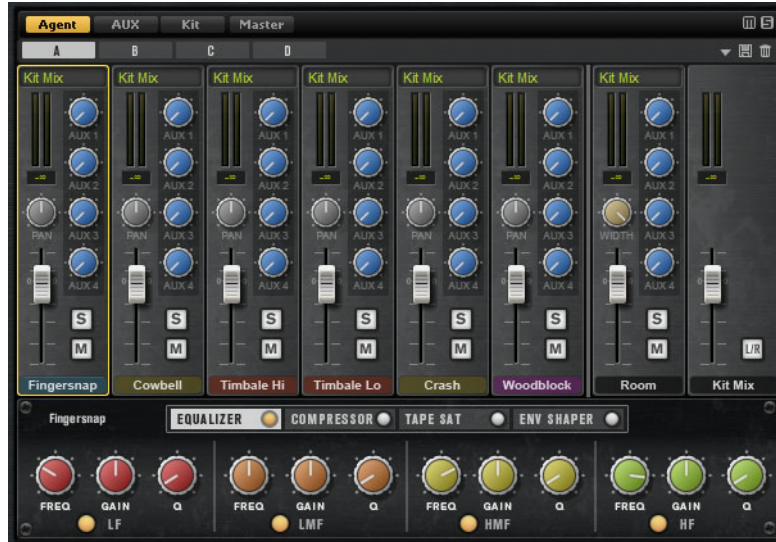 Agent AUX Kit Master
A B C D
Kit Mix Kit Mix Kit Mix Kit Mix Kit Mix Kit Mix Kit Mix
AUX 1 AUX 1 AUX 1 AUX 1 AUX 1 AUX 1 AUX 1
-∞ AUX 2 -∞ AUX 2 -∞ AUX 2 -∞ AUX 2 -∞ AUX 2 -∞ AUX 2 -∞ AUX 2 -∞
PAN AUX 3 PAN AUX 3 PAN AUX 3 PAN AUX 3 PAN AUX 3 PAN AUX 3 WIDTH AUX 3
AUX 4 AUX 4 AUX 4 AUX 4 AUX 4 AUX 4 AUX 4
S S S S S S S
M M M M M M M L/R
Fingersnap Cowbell Timbale Hi Timbale Lo Crash Woodblock Room Kit Mix
Fingersnap EQUALIZER COMPRESSOR TAPE SAT ENV SHAPER
FREQ GAIN Q FREQ GAIN Q FREQ GAIN Q FREQ GAIN Q
LF LMF HMF HF